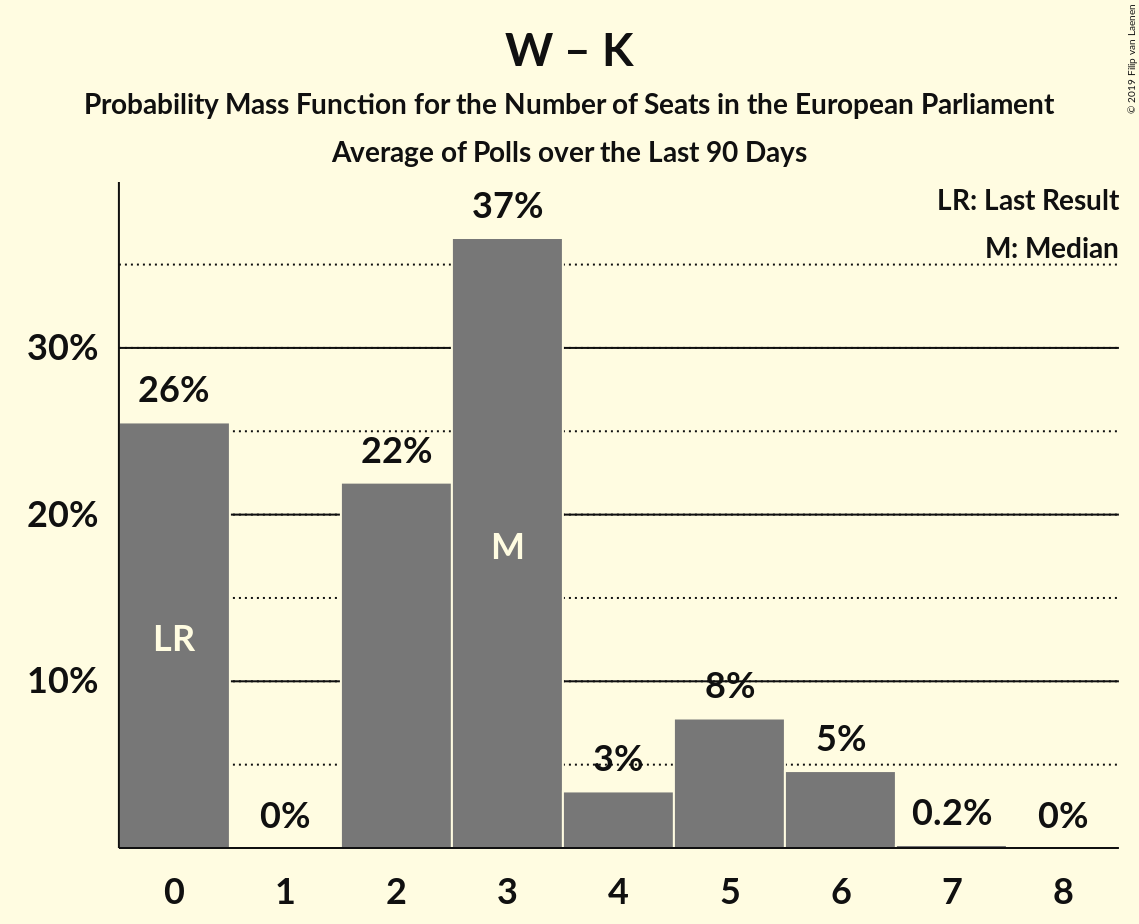 W – K
Probability Mass Function for the Number of Seats in the European Parliament
Average of Polls over the Last 90 Days
© 2019 Filip van Laenen
LR: Last Result
M: Median
37%
30%
26%
22%
20%
M
LR
10%
8%
5%
3%
0%
0.2%
0%
0 1 2 3 4 5 6 7 8